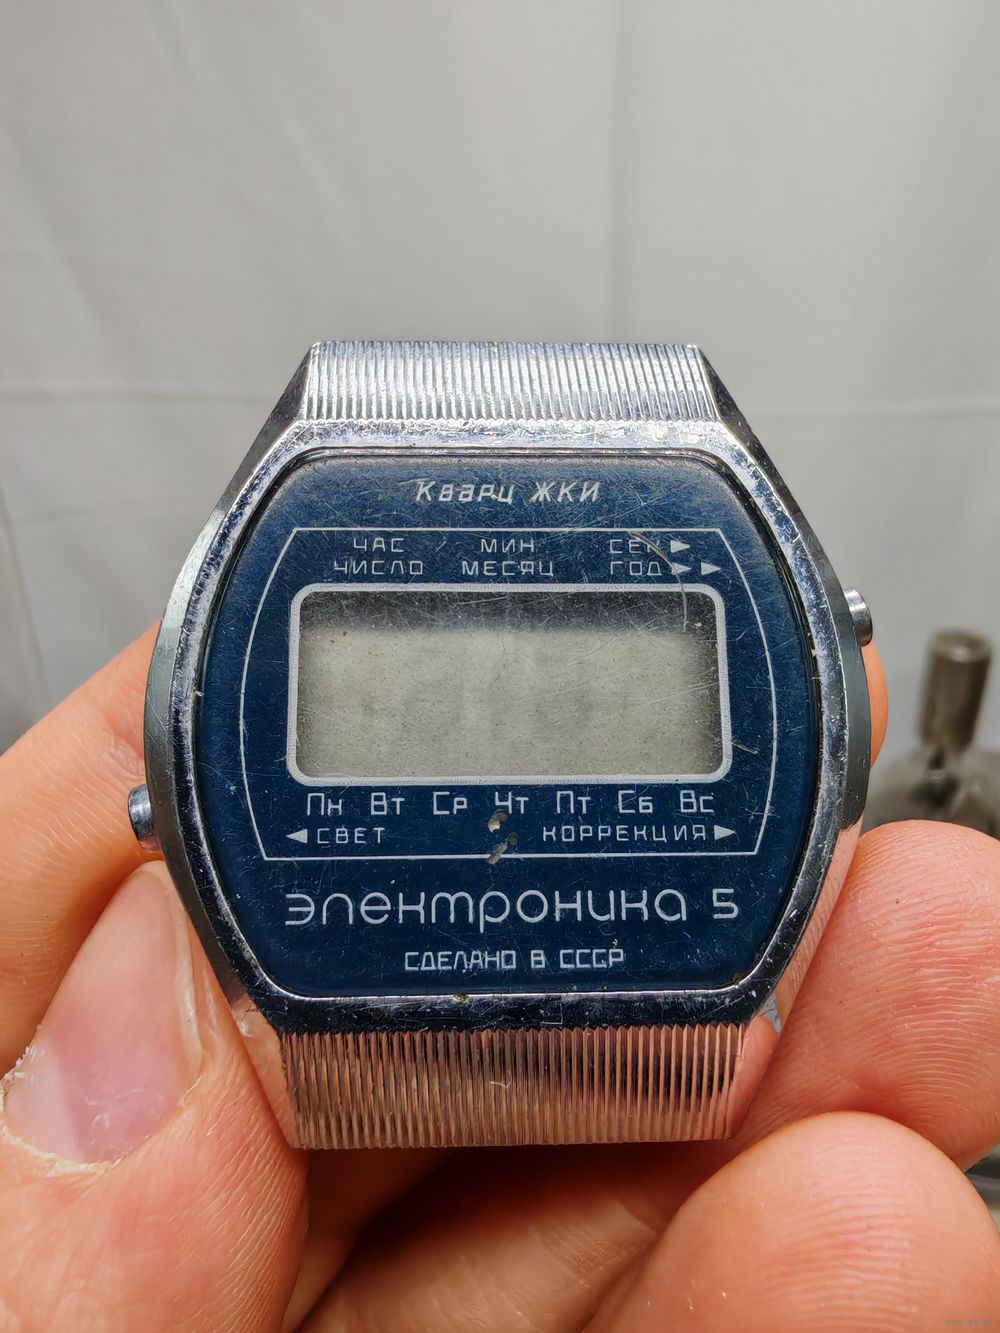 Кварц ЖКИ
ЧАС МИН СЕК ▶
ЧИСЛО МЕСЯЦ ГОД ▶ ▶
Пн Вт Ср Чт Пт Сб Вс
◀ СВЕТ КОРРЕКЦИЯ ▶
Электроника 5
СДЕЛАНО В СССР